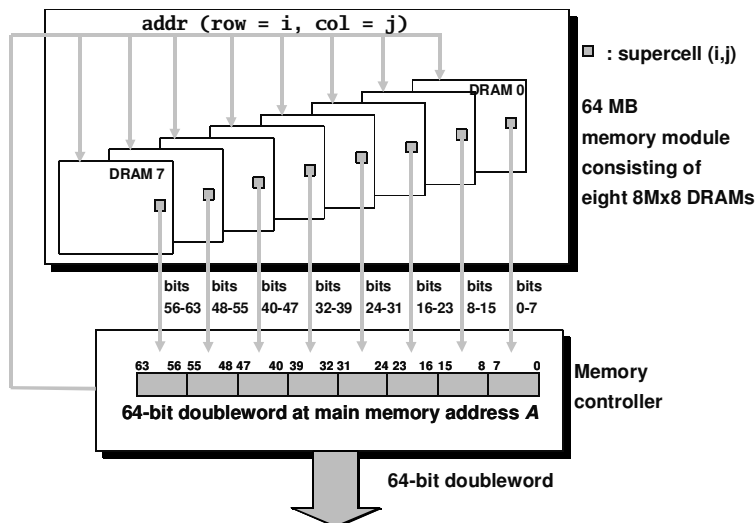 addr (row = i, col = j)
: supercell (i,j)
DRAM 0
64 MB
memory module
consisting of
eight 8Mx8 DRAMs
DRAM 7
bits bits bits bits bits bits bits bits
56-63 48-55 40-47 32-39 24-31 16-23 8-15 0-7
63 56 55 48 47 40 39 32 31 24 23 16 15 8 7 0
64-bit doubleword at main memory address A
Memory
controller
64-bit doubleword